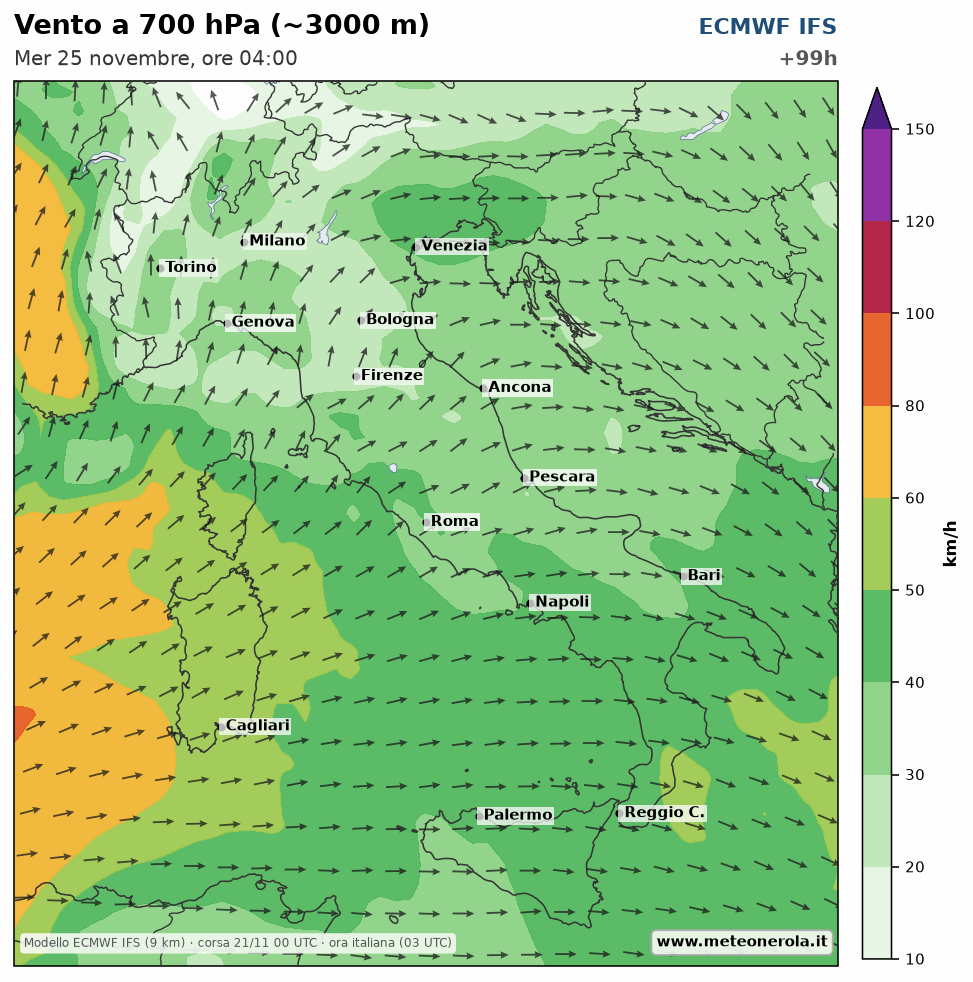 Vento a 700 hPa (~3000 m)
ECMWF IFS
Mer 25 novembre, ore 04:00
+99h
150
120
100
80
60
50
40
30
20
10
km/h
Milano
Venezia
Torino
Genova
Bologna
Firenze
Ancona
Pescara
Roma
Bari
Napoli
Cagliari
Palermo
Reggio C.
Modello ECMWF IFS (9 km) · corsa 21/11 00 UTC · ora italiana (03 UTC)
www.meteonerola.it